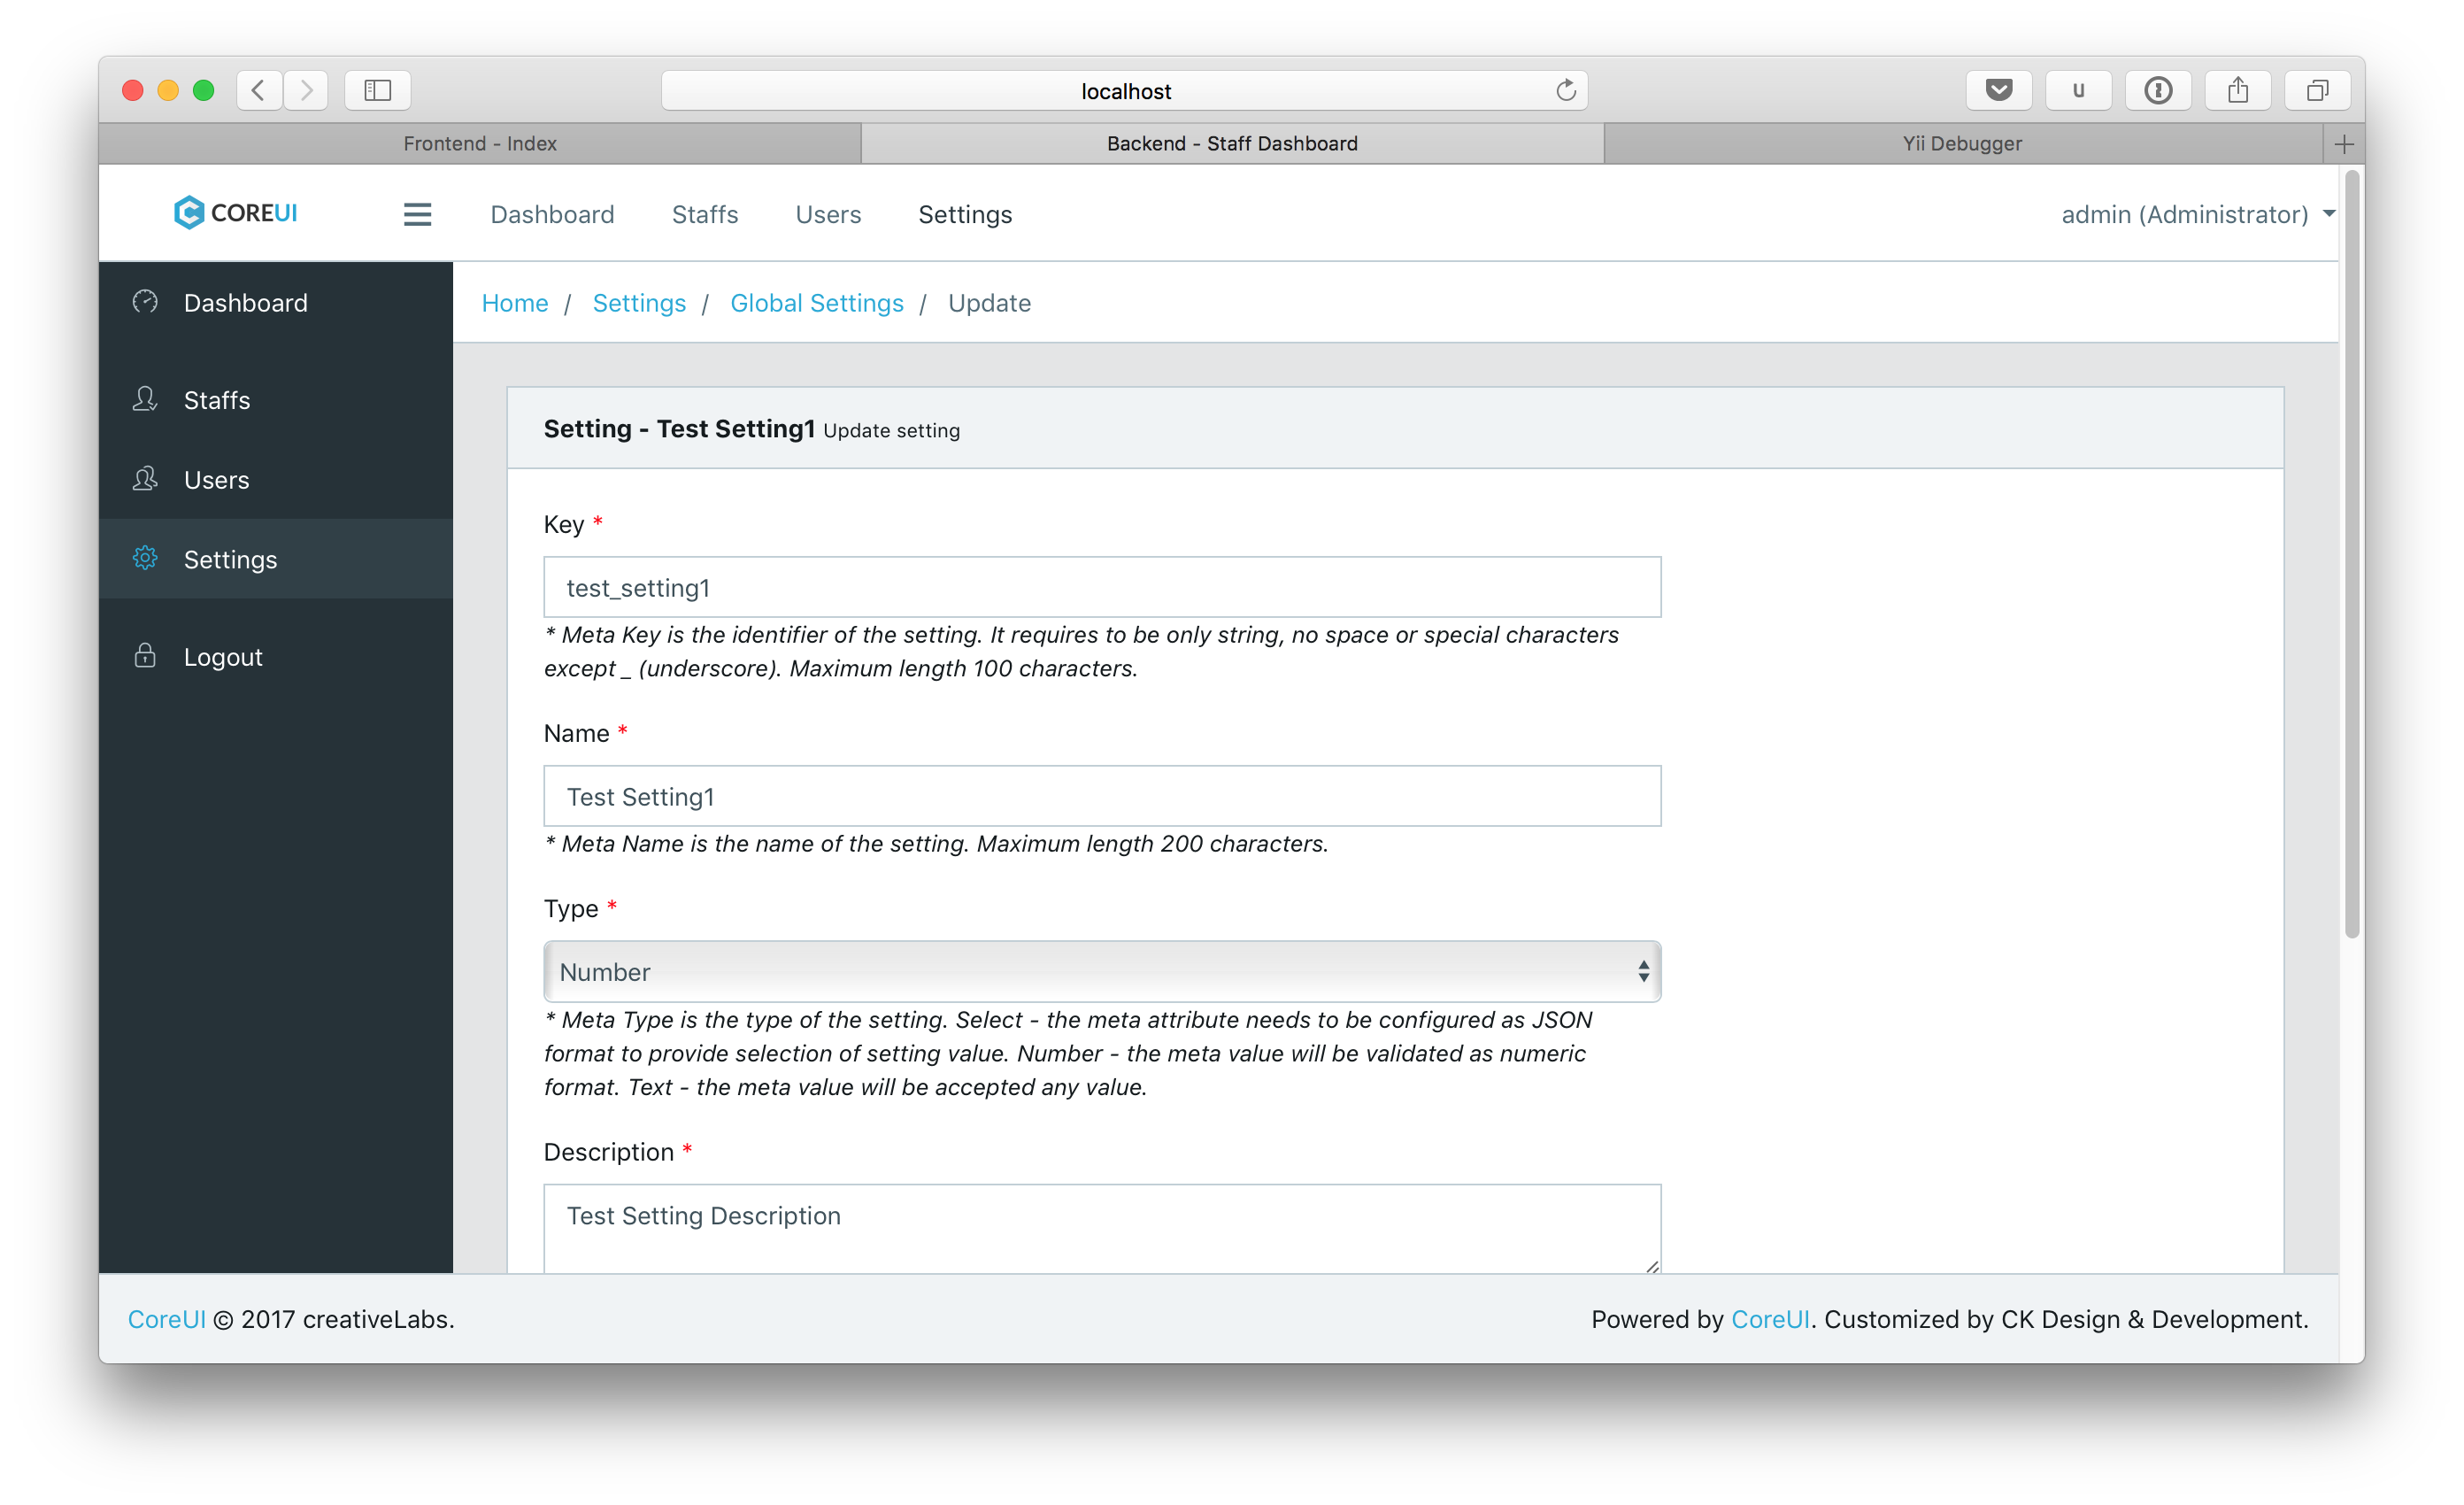 localhost
U
Frontend - Index
Backend - Staff Dashboard
Yii Debugger
COREUI
Dashboard
Staffs
Users
Settings
admin (Administrator)
Dashboard
Staffs
Users
Settings
Logout
Home / Settings / Global Settings / Update
Setting - Test Setting1 Update setting
Key *
test_setting1
* Meta Key is the identifier of the setting. It requires to be only string, no space or special characters
except _ (underscore). Maximum length 100 characters.
Name *
Test Setting1
* Meta Name is the name of the setting. Maximum length 200 characters.
Type *
Number
* Meta Type is the type of the setting. Select - the meta attribute needs to be configured as JSON
format to provide selection of setting value. Number - the meta value will be validated as numeric
format. Text - the meta value will be accepted any value.
Description *
Test Setting Description
CoreUI © 2017 creativeLabs.
Powered by CoreUI. Customized by CK Design & Development.